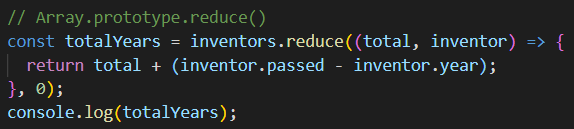 // Array.prototype.reduce()
const totalYears = inventors.reduce((total, inventor) => {
  return total + (inventor.passed - inventor.year);
}, 0);
console.log(totalYears);